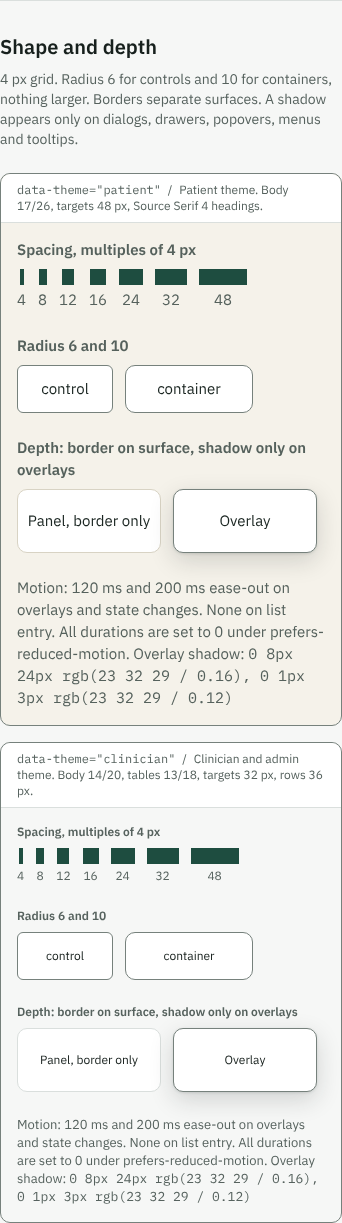 Shape and depth
4 px grid. Radius 6 for controls and 10 for containers,
nothing larger. Borders separate surfaces. A shadow
appears only on dialogs, drawers, popovers, menus
and tooltips.
data-theme="patient" / Patient theme. Body
17/26, targets 48 px, Source Serif 4 headings.
Spacing, multiples of 4 px
4 8 12 16 24 32 48
Radius 6 and 10
control container
Depth: border on surface, shadow only on
overlays
Panel, border only Overlay
Motion: 120 ms and 200 ms ease-out on
overlays and state changes. None on list
entry. All durations are set to 0 under prefers-
reduced-motion. Overlay shadow: 0 8px
24px rgb(23 32 29 / 0.16), 0 1px
3px rgb(23 32 29 / 0.12)
data-theme="clinician" / Clinician and admin
theme. Body 14/20, tables 13/18, targets 32 px, rows 36
px.
Spacing, multiples of 4 px
4 8 12 16 24 32 48
Radius 6 and 10
control container
Depth: border on surface, shadow only on overlays
Panel, border only Overlay
Motion: 120 ms and 200 ms ease-out on overlays
and state changes. None on list entry. All durations
are set to 0 under prefers-reduced-motion. Overlay
shadow: 0 8px 24px rgb(23 32 29 / 0.16),
0 1px 3px rgb(23 32 29 / 0.12)